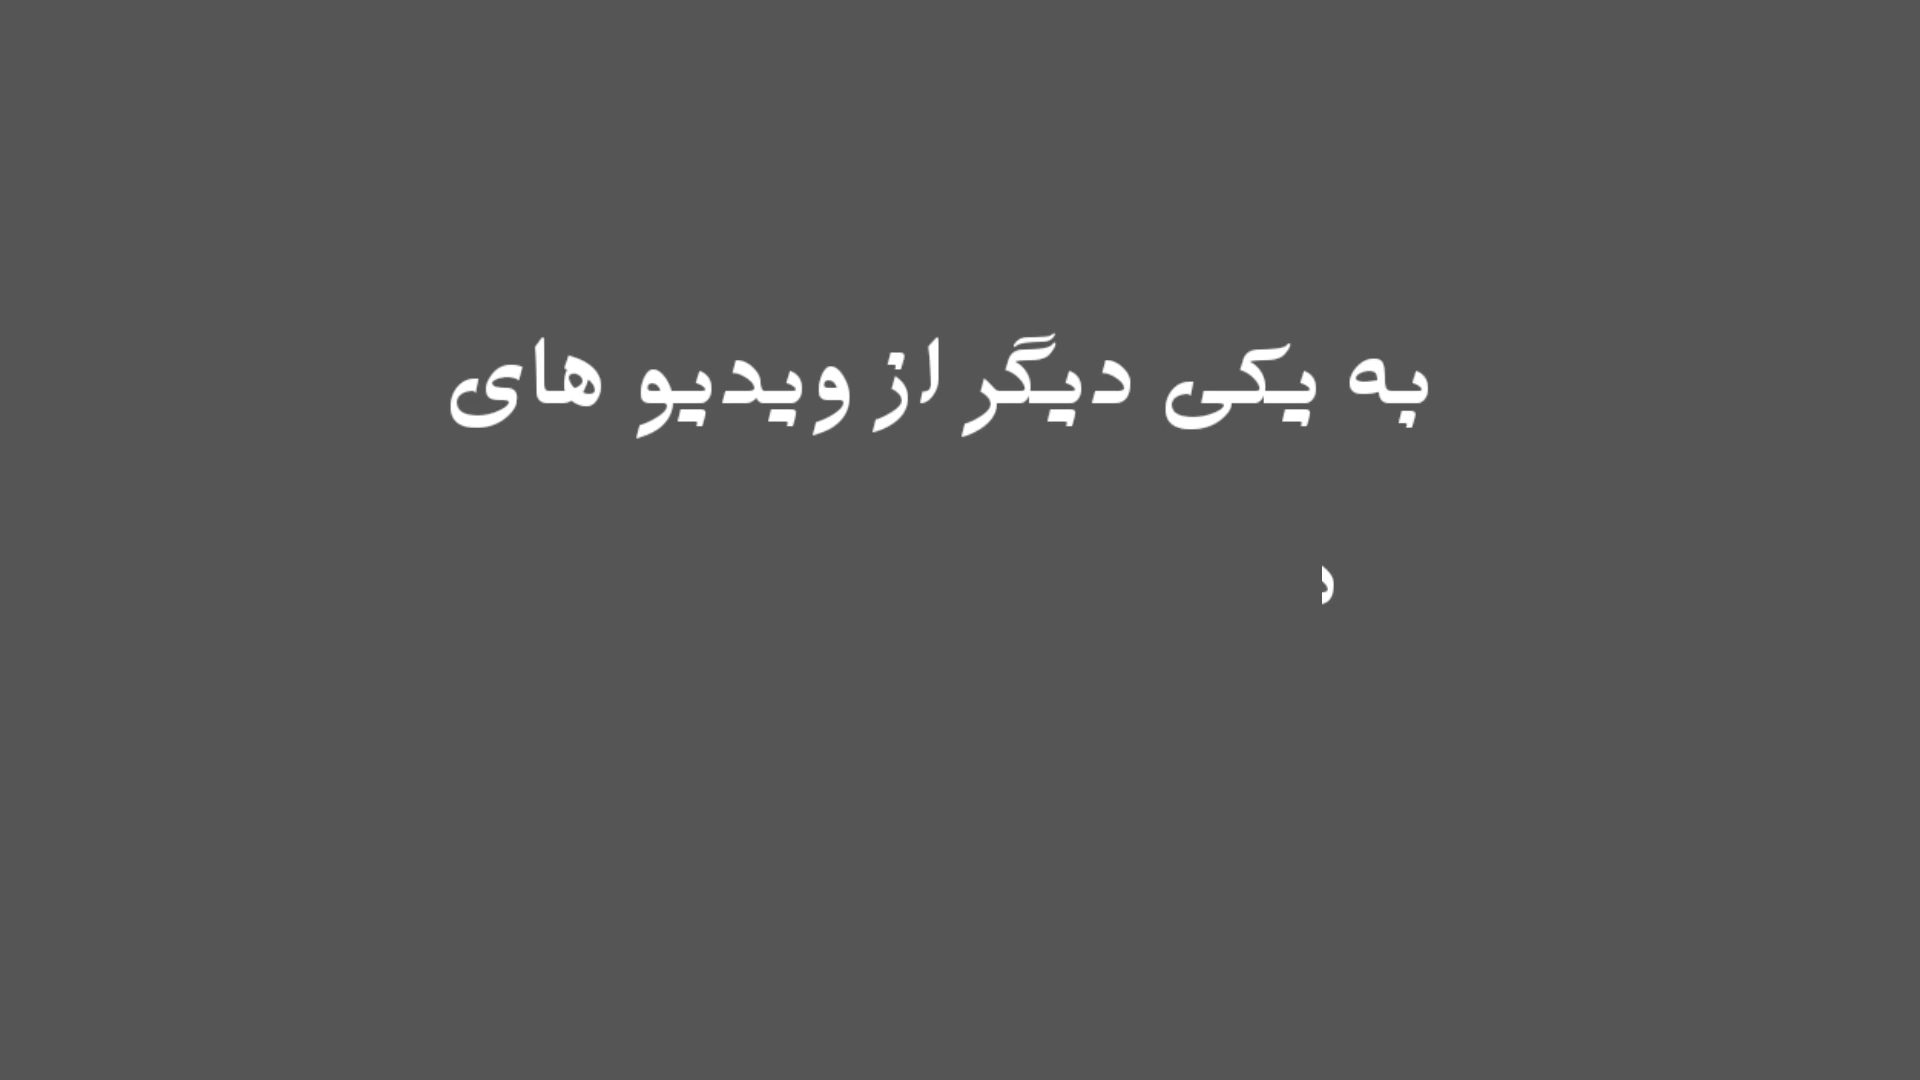 به یکی دیگر از ویدیو های